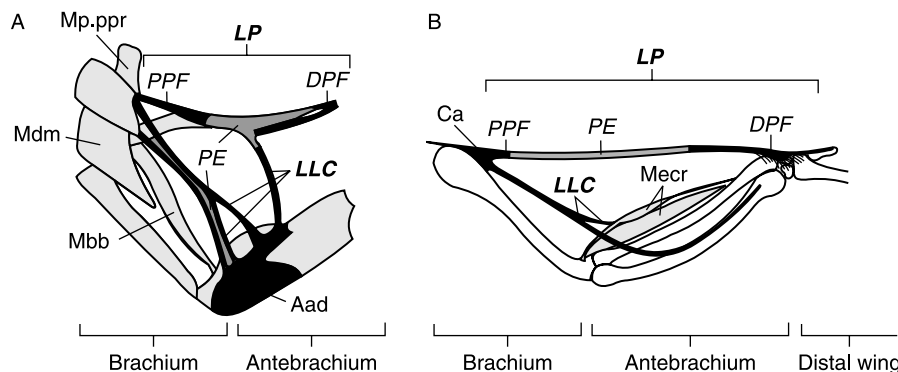 A
Mp.ppr
LP
PPF
DPF
Mdm
PE
LLC
Mbb
Aad
Brachium
Antebrachium
B
LP
Ca
PPF
PE
DPF
LLC
Mecr
Brachium
Antebrachium
Distal wing